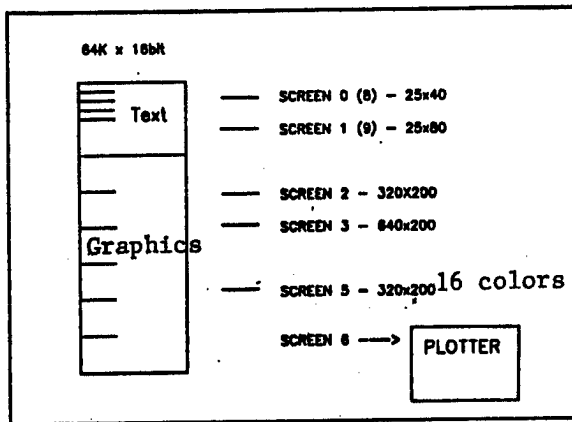 64K x 16bit
Text
SCREEN 0 (8) - 25x40
SCREEN 1 (9) - 25x80
SCREEN 2 - 320X200
SCREEN 3 - 640x200
Graphics
SCREEN 5 - 320x200 16 colors
SCREEN 6 ---->
PLOTTER